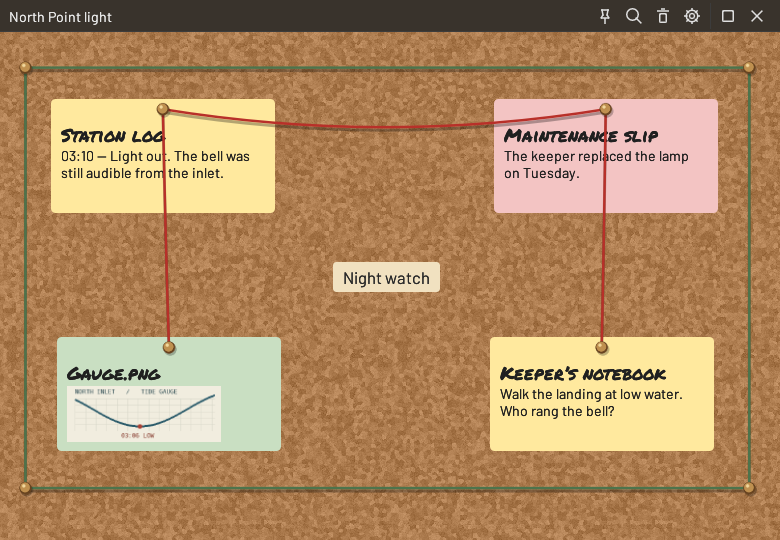 North Point light
Station log
03:10 — Light out. The bell was
still audible from the inlet.
Maintenance slip
The keeper replaced the lamp
on Tuesday.
Night watch
Gauge.png
NORTH INLET / TIDE GAUGE
03:06 LOW
Keeper's notebook
Walk the landing at low water.
Who rang the bell?